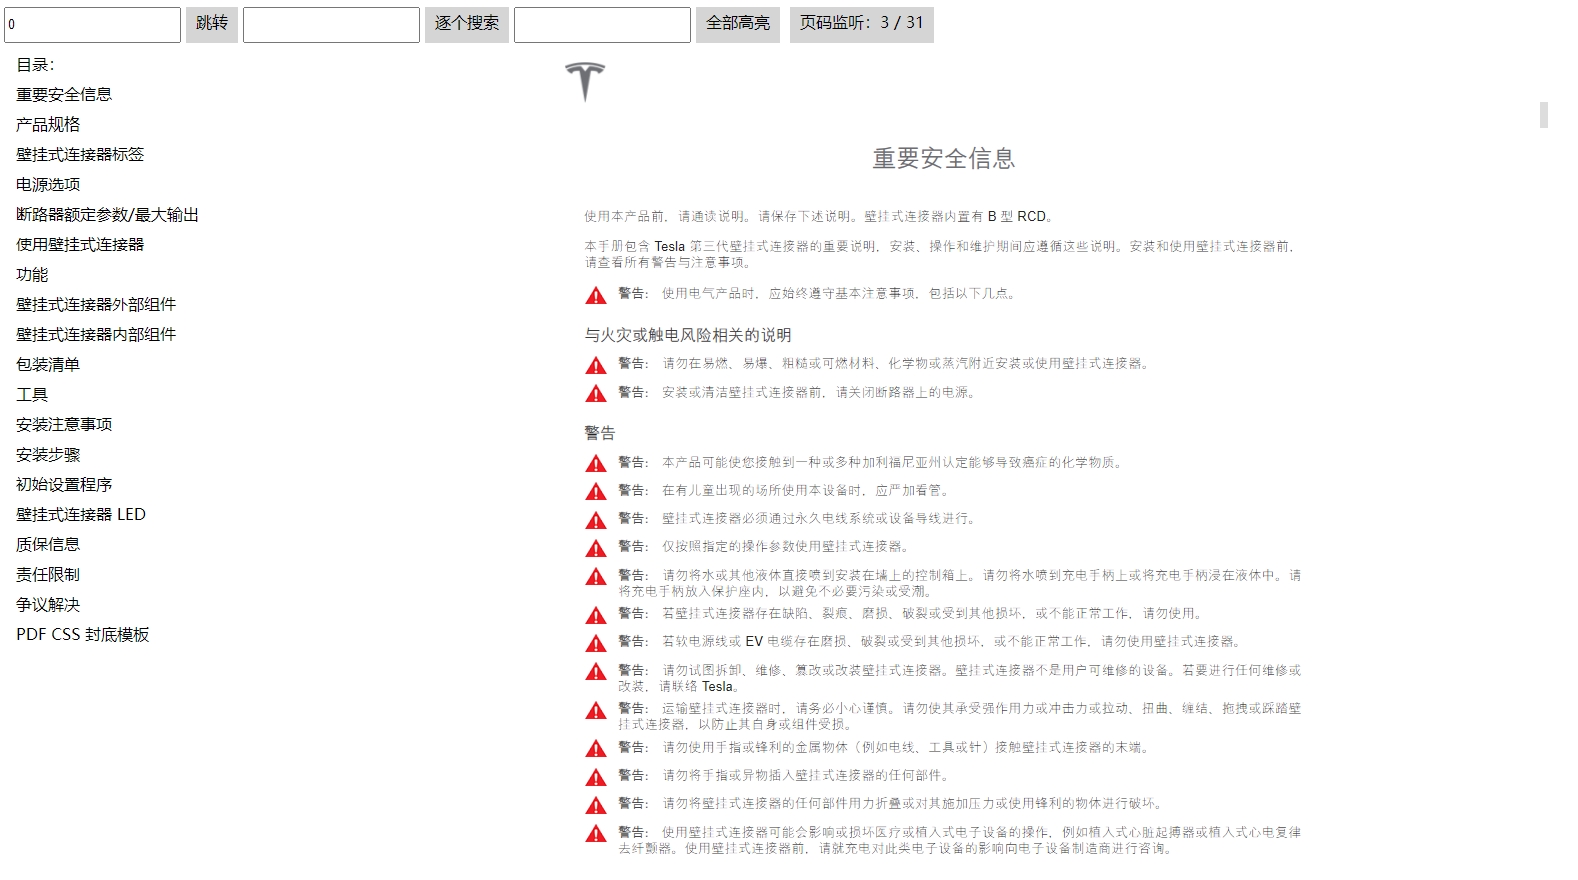 0 跳转 逐个搜索 全部高亮 页码监听：3 / 31
目录：
重要安全信息
产品规格
壁挂式连接器标签
电源选项
断路器额定参数/最大输出
使用壁挂式连接器
功能
壁挂式连接器外部组件
壁挂式连接器内部组件
包装清单
工具
安装注意事项
安装步骤
初始设置程序
壁挂式连接器 LED
质保信息
责任限制
争议解决
PDF CSS 封底模板
重要安全信息
使用本产品前，请通读说明。请保存下述说明。壁挂式连接器内置有 B 型 RCD。
本手册包含 Tesla 第三代壁挂式连接器的重要说明，安装、操作和维护期间应遵循这些说明。安装和使用壁挂式连接器前，
请查看所有警告与注意事项。
警告： 使用电气产品时，应始终遵守基本注意事项，包括以下几点。
与火灾或触电风险相关的说明
警告： 请勿在易燃、易爆、粗糙或可燃材料、化学物或蒸汽附近安装或使用壁挂式连接器。
警告： 安装或清洁壁挂式连接器前，请关闭断路器上的电源。
警告
警告： 本产品可能使您接触到一种或多种加利福尼亚州认定能够导致癌症的化学物质。
警告： 在有儿童出现的场所使用本设备时，应严加看管。
警告： 壁挂式连接器必须通过永久电线系统或设备导线进行。
警告： 仅按照指定的操作参数使用壁挂式连接器。
警告： 请勿将水或其他液体直接喷到安装在墙上的控制箱上。请勿将水喷到充电手柄上或将充电手柄浸在液体中。请
将充电手柄放入保护座内，以避免不必要污染或受潮。
警告： 若壁挂式连接器存在缺陷、裂痕、磨损、破裂或受到其他损坏，或不能正常工作，请勿使用。
警告： 若软电源线或 EV 电缆存在磨损、破裂或受到其他损坏，或不能正常工作，请勿使用壁挂式连接器。
警告： 请勿试图拆卸、维修、篡改或改装壁挂式连接器。壁挂式连接器不是用户可维修的设备。若要进行任何维修或
改装，请联络 Tesla。
警告： 运输壁挂式连接器时，请务必小心谨慎。请勿使其承受强作用力或冲击力或拉动、扭曲、缠结、拖拽或踩踏壁
挂式连接器，以防止其自身或组件受损。
警告： 请勿使用手指或锋利的金属物体（例如电线、工具或针）接触壁挂式连接器的末端。
警告： 请勿将手指或异物插入壁挂式连接器的任何部件。
警告： 请勿将壁挂式连接器的任何部件用力折叠或对其施加压力或使用锋利的物体进行破坏。
警告： 使用壁挂式连接器可能会影响或损坏医疗或植入式电子设备的操作，例如植入式心脏起搏器或植入式心电复律
去纤颤器。使用壁挂式连接器前，请就充电对此类电子设备的影响向电子设备制造商进行咨询。